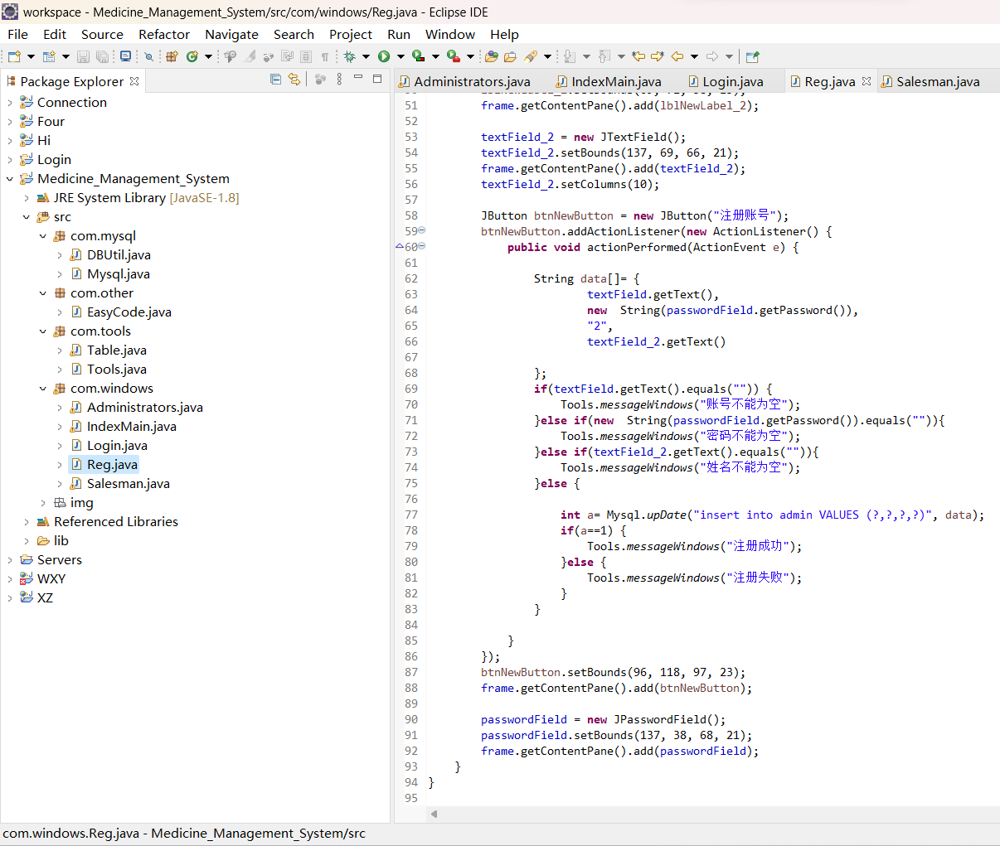 workspace - Medicine_Management_System/src/com/windows/Reg.java - Eclipse IDE
File Edit Source Refactor Navigate Search Project Run Window Help
Package Explorer
Connection
Four
Hi
Login
Medicine_Management_System
JRE System Library [JavaSE-1.8]
src
com.mysql
DBUtil.java
Mysql.java
com.other
EasyCode.java
com.tools
Table.java
Tools.java
com.windows
Administrators.java
IndexMain.java
Login.java
Reg.java
Salesman.java
img
Referenced Libraries
lib
Servers
WXY
XZ
Administrators.java IndexMain.java Login.java Reg.java Salesman.java
51 frame.getContentPane().add(lblNewLabel_2);
52
53 textField_2 = new JTextField();
54 textField_2.setBounds(137, 69, 66, 21);
55 frame.getContentPane().add(textField_2);
56 textField_2.setColumns(10);
57
58 JButton btnNewButton = new JButton("注册账号");
59 btnNewButton.addActionListener(new ActionListener() {
60 public void actionPerformed(ActionEvent e) {
61
62 String data[]= {
63 textField.getText(),
64 new  String(passwordField.getPassword()),
65 "2",
66 textField_2.getText()
67
68 };
69 if(textField.getText().equals("")) {
70 Tools.messageWindows("账号不能为空");
71 }else if(new  String(passwordField.getPassword()).equals("")){
72 Tools.messageWindows("密码不能为空");
73 }else if(textField_2.getText().equals("")){
74 Tools.messageWindows("姓名不能为空");
75 }else {
76
77 int a= Mysql.upDate("insert into admin VALUES (?,?,?,?)", data);
78 if(a==1) {
79 Tools.messageWindows("注册成功");
80 }else {
81 Tools.messageWindows("注册失败");
82 }
83 }
84
85 }
86 });
87 btnNewButton.setBounds(96, 118, 97, 23);
88 frame.getContentPane().add(btnNewButton);
89
90 passwordField = new JPasswordField();
91 passwordField.setBounds(137, 38, 68, 21);
92 frame.getContentPane().add(passwordField);
93 }
94 }
95
com.windows.Reg.java - Medicine_Management_System/src